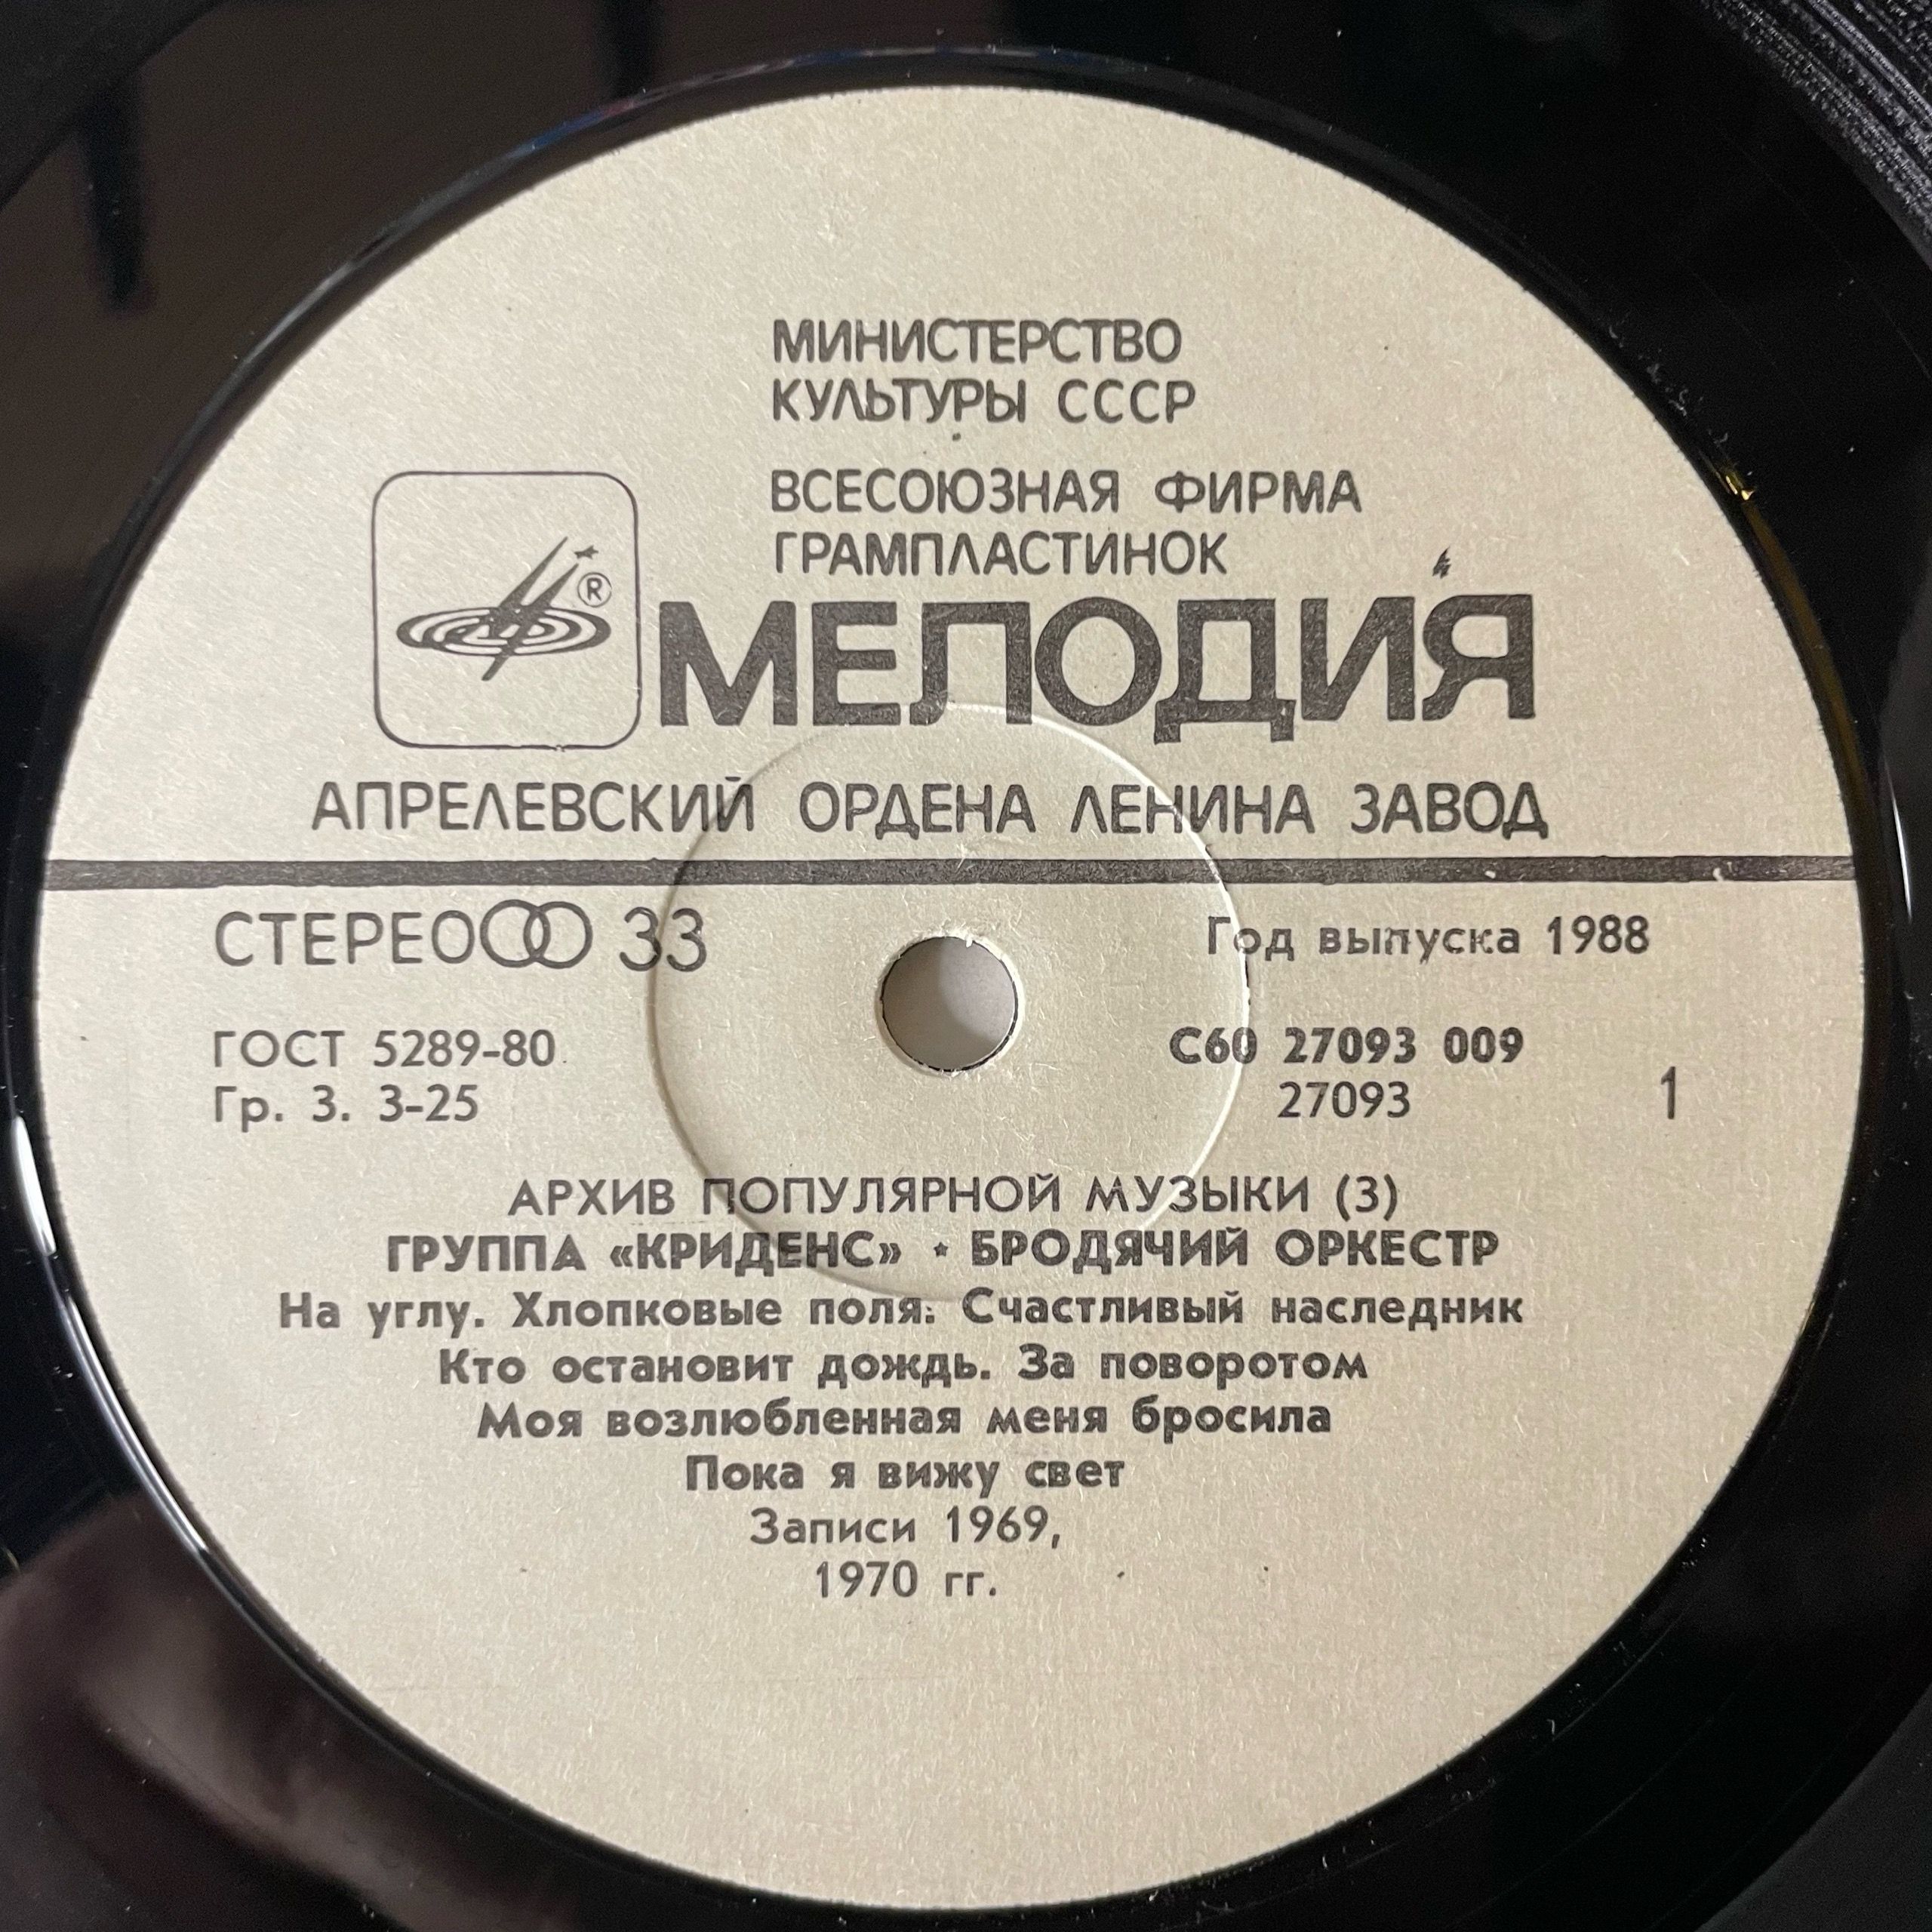 МИНИСТЕРСТВО
КУЛЬТУРЫ СССР
ВСЕСОЮЗНАЯ ФИРМА
ГРАМПЛАСТИНОК
®
МЕЛОДИЯ
АПРЕЛЕВСКИЙ ОРДЕНА ЛЕНИНА ЗАВОД
СТЕРЕО 33
Год выпуска 1988
ГОСТ 5289-80
Гр. 3. 3-25
С60 27093 009
27093
1
АРХИВ ПОПУЛЯРНОЙ МУЗЫКИ (3)
ГРУППА «КРИДЕНС» * БРОДЯЧИЙ ОРКЕСТР
На углу. Хлопковые поля. Счастливый наследник
Кто остановит дождь. За поворотом
Моя возлюбленная меня бросила
Пока я вижу свет
Записи 1969,
1970 гг.